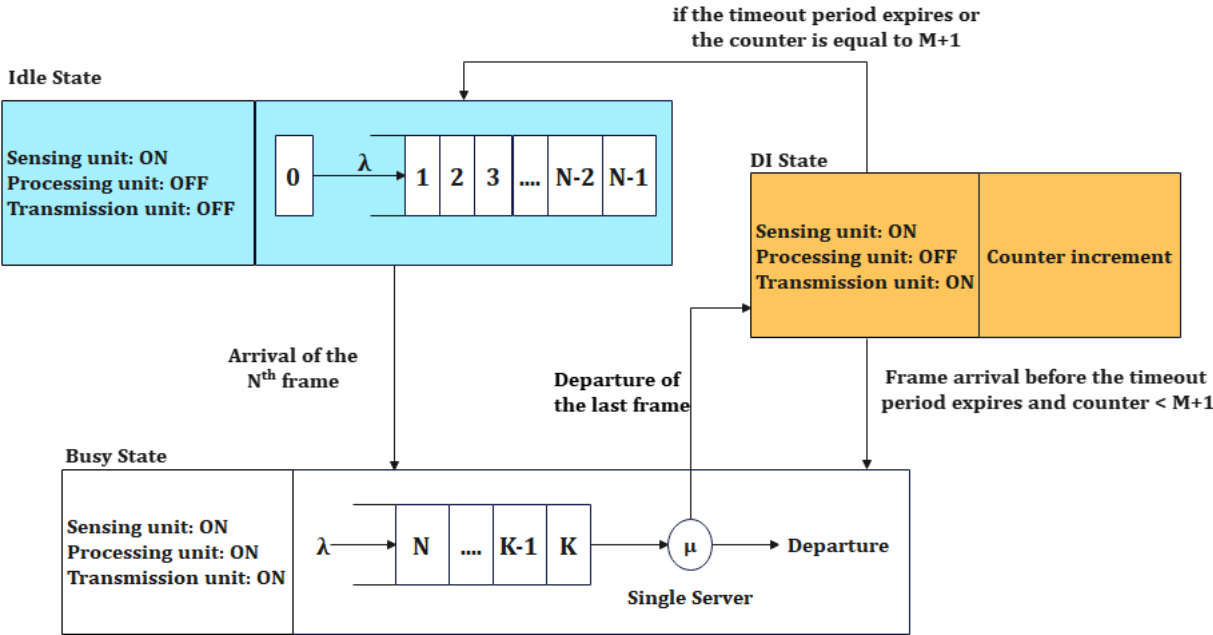 if the timeout period expires or
the counter is equal to M+1
Idle State
Sensing unit: ON
Processing unit: OFF
Transmission unit: OFF
0
λ
1 2 3 .... N-2 N-1
DI State
Sensing unit: ON
Processing unit: OFF
Transmission unit: ON
Counter increment
Arrival of the
Nth frame
Departure of
the last frame
Frame arrival before the timeout
period expires and counter < M+1
Busy State
Sensing unit: ON
Processing unit: ON
Transmission unit: ON
λ
N .... K-1 K
μ
Departure
Single Server